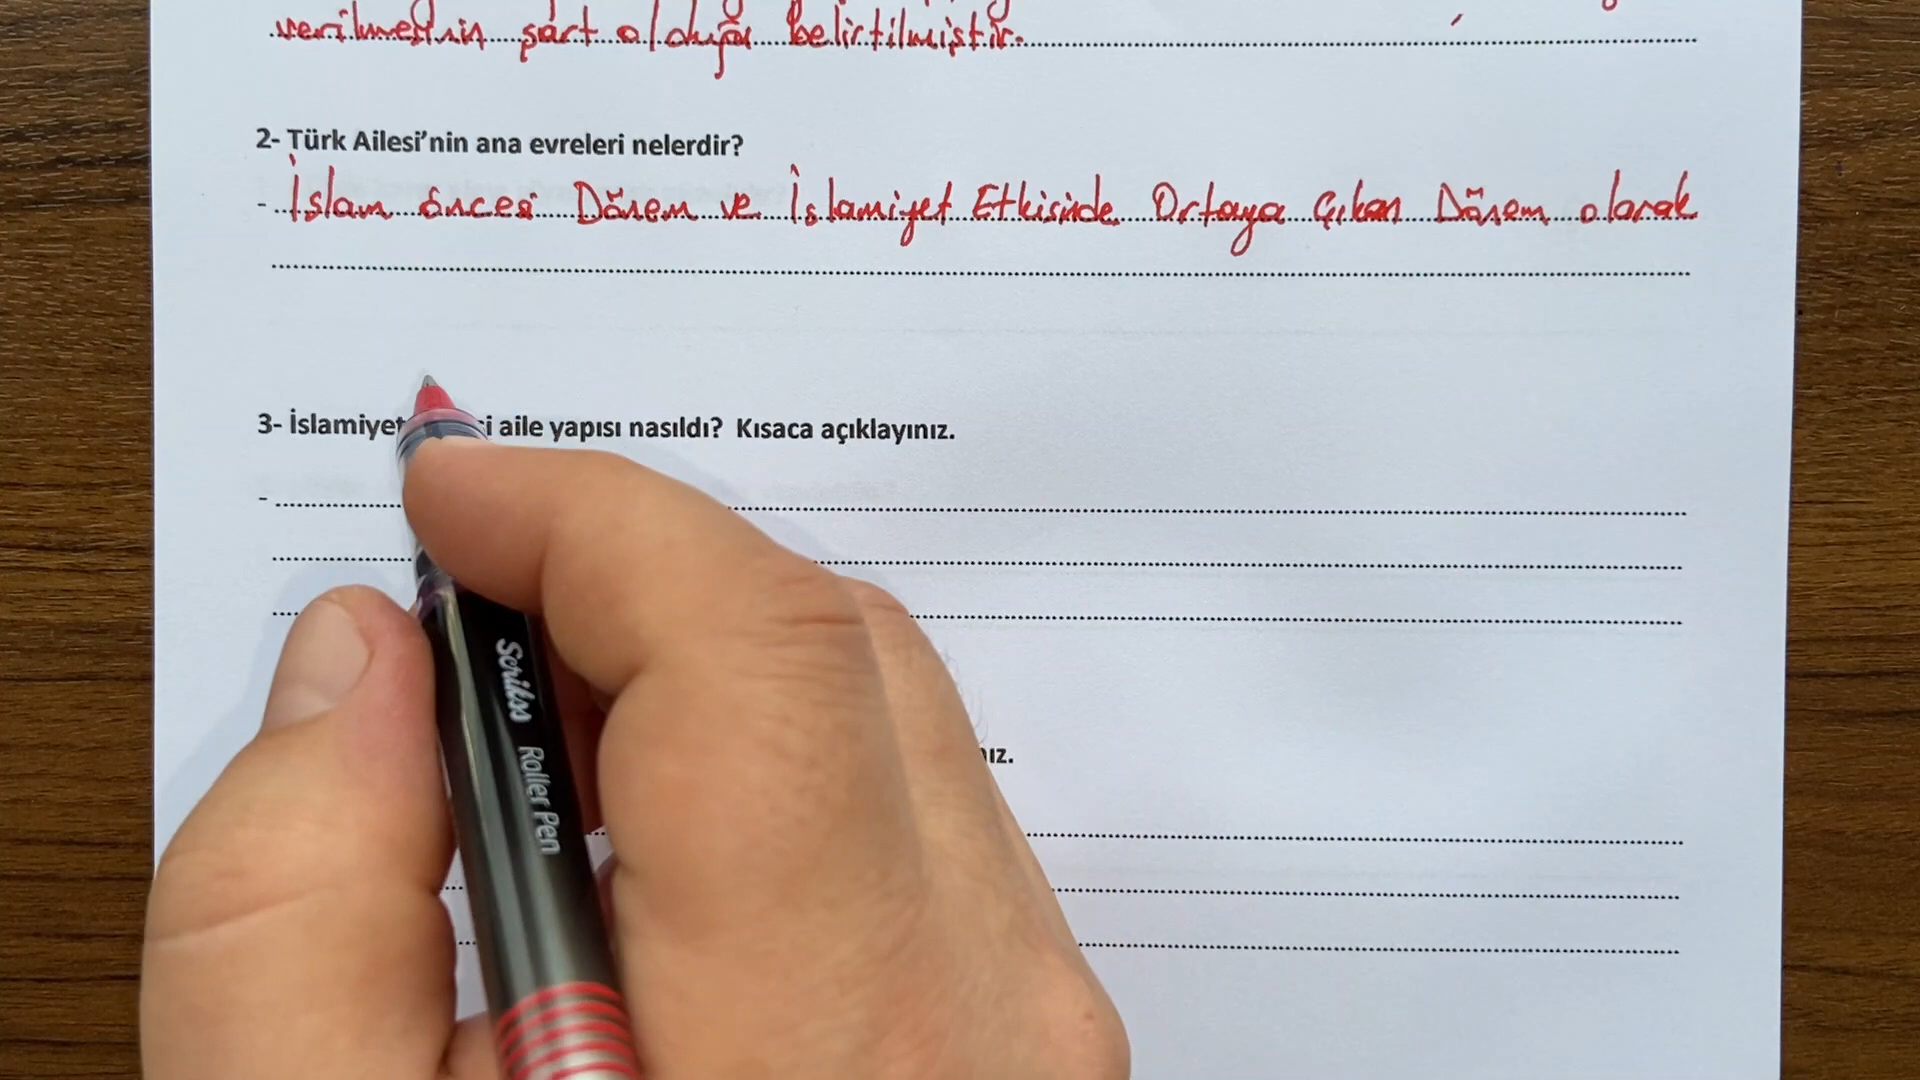 verilmesinin şart olduğu belirtilmiştir.
2- Türk Ailesi’nin ana evreleri nelerdir?
- İslam öncesi Dönem ve İslamiyet Etkisinde Ortaya Çıkan Dönem olarak
3- İslamiyet aile yapısı nasıldı? Kısaca açıklayınız.
-
Scrikss Roller Pen